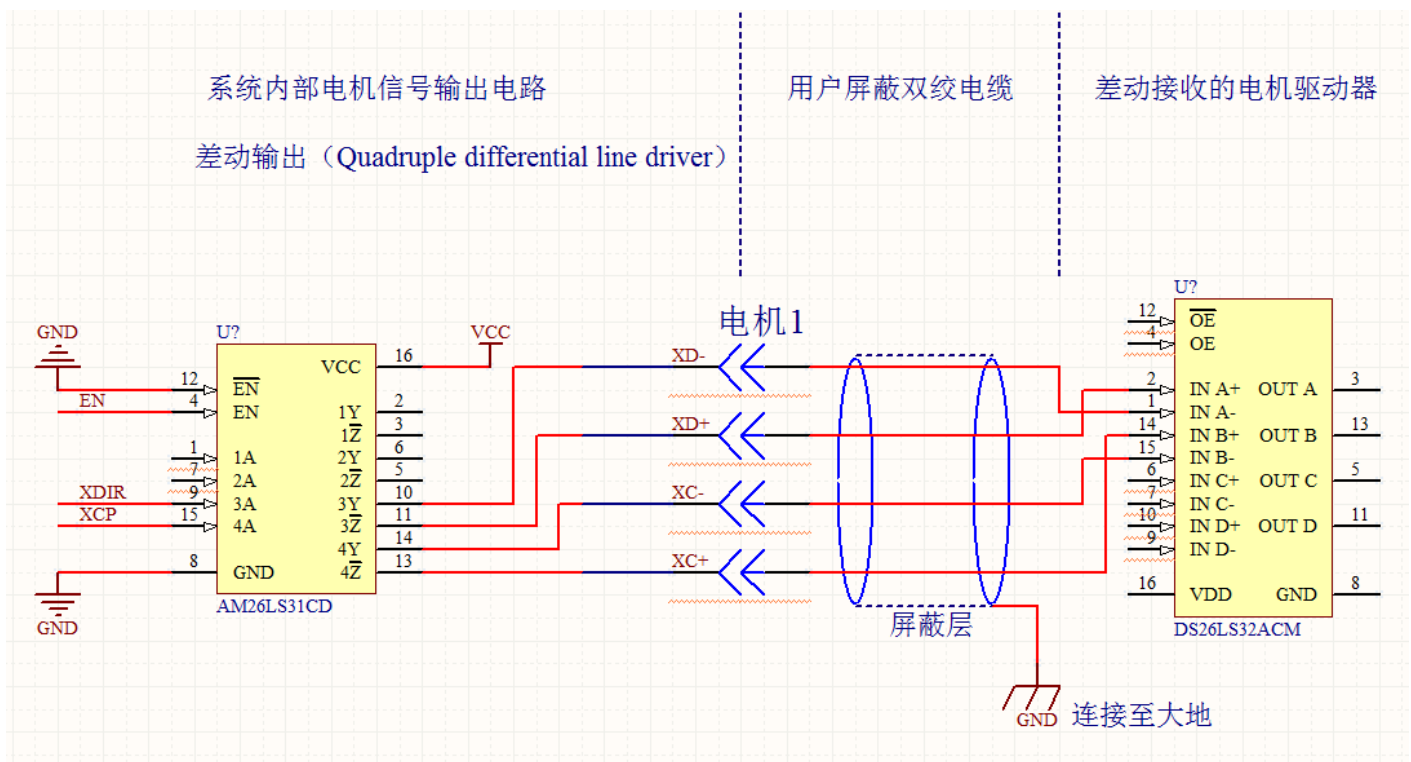 系统内部电机信号输出电路
用户屏蔽双绞电缆
差动接收的电机驱动器
差动输出（Quadruple differential line driver）
GND
EN
XDIR
XCP
GND
U?
12 EN
4 EN
1 1A
7 2A
9 3A
15 4A
8 GND
VCC 16
1Y 2
1Z 3
2Y 6
2Z 5
3Y 10
3Z 11
4Y 14
4Z 13
AM26LS31CD
VCC
电机1
XD-
XD+
XC-
XC+
屏蔽层
GND
连接至大地
U?
12 OE
4 OE
2 IN A+ OUT A 3
1 IN A-
14 IN B+ OUT B 13
15 IN B-
6 IN C+ OUT C 5
7 IN C-
10 IN D+ OUT D 11
9 IN D-
16 VDD GND 8
DS26LS32ACM